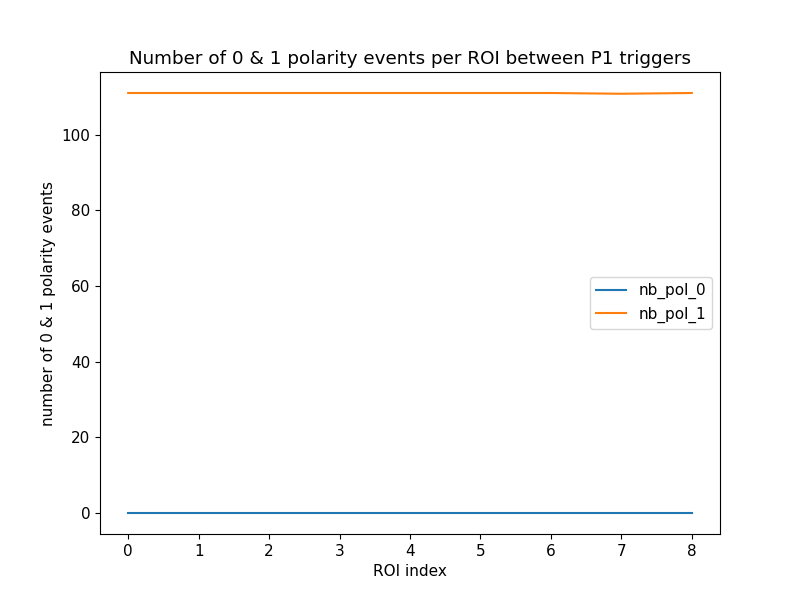 Number of 0 & 1 polarity events per ROI between P1 triggers
number of 0 & 1 polarity events
100
80
60
40
20
0
nb_pol_0
nb_pol_1
0 1 2 3 4 5 6 7 8
ROI index